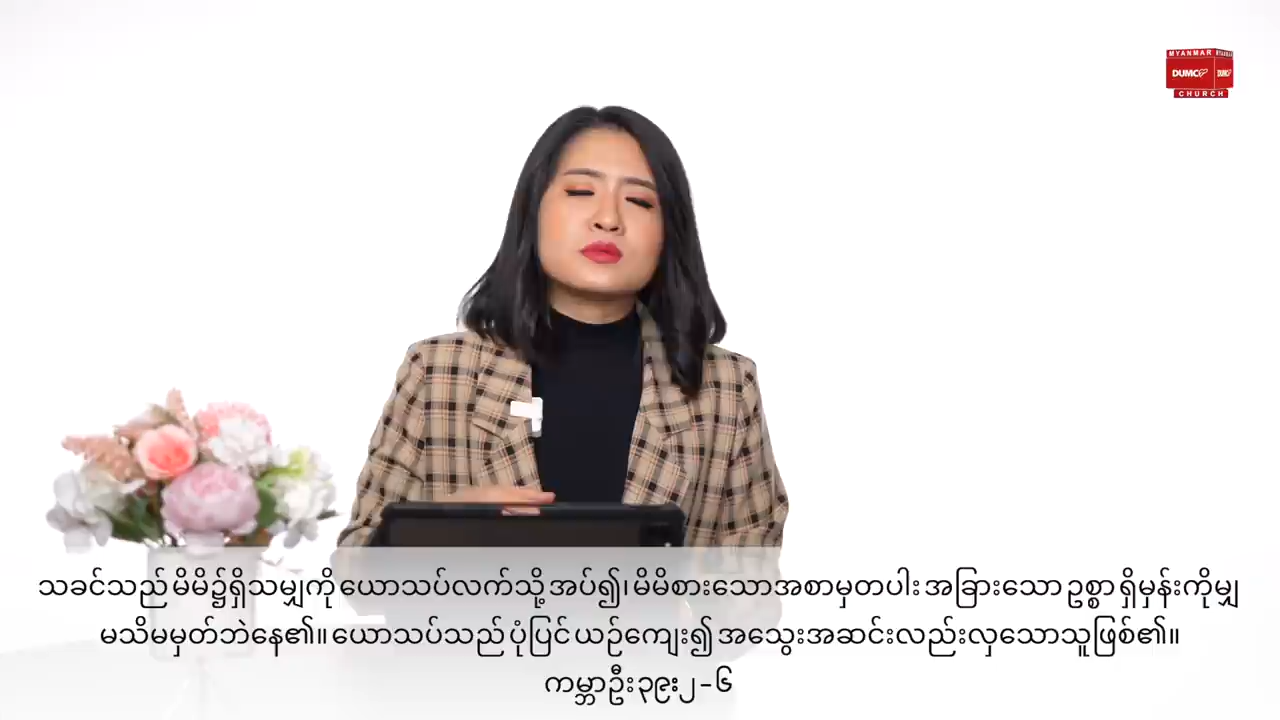 MYANMAR
MYANMAR
DUMC
DUMC
CHURCH
သခင်သည် မိမိ၌ရှိသမျှကို ယောသပ်လက်သို့ အပ်၍၊ မိမိစားသောအစာမှတပါး အခြားသော ဥစ္စာ ရှိမှန်းကိုမျှ
မသိမမှတ်ဘဲနေ၏။ ယောသပ်သည် ပုံပြင် ယဉ်ကျေး၍ အသွေးအဆင်းလည်းလှသောသူဖြစ်၏။
ကမ္ဘာဦး ၃၉း၂ - ၆